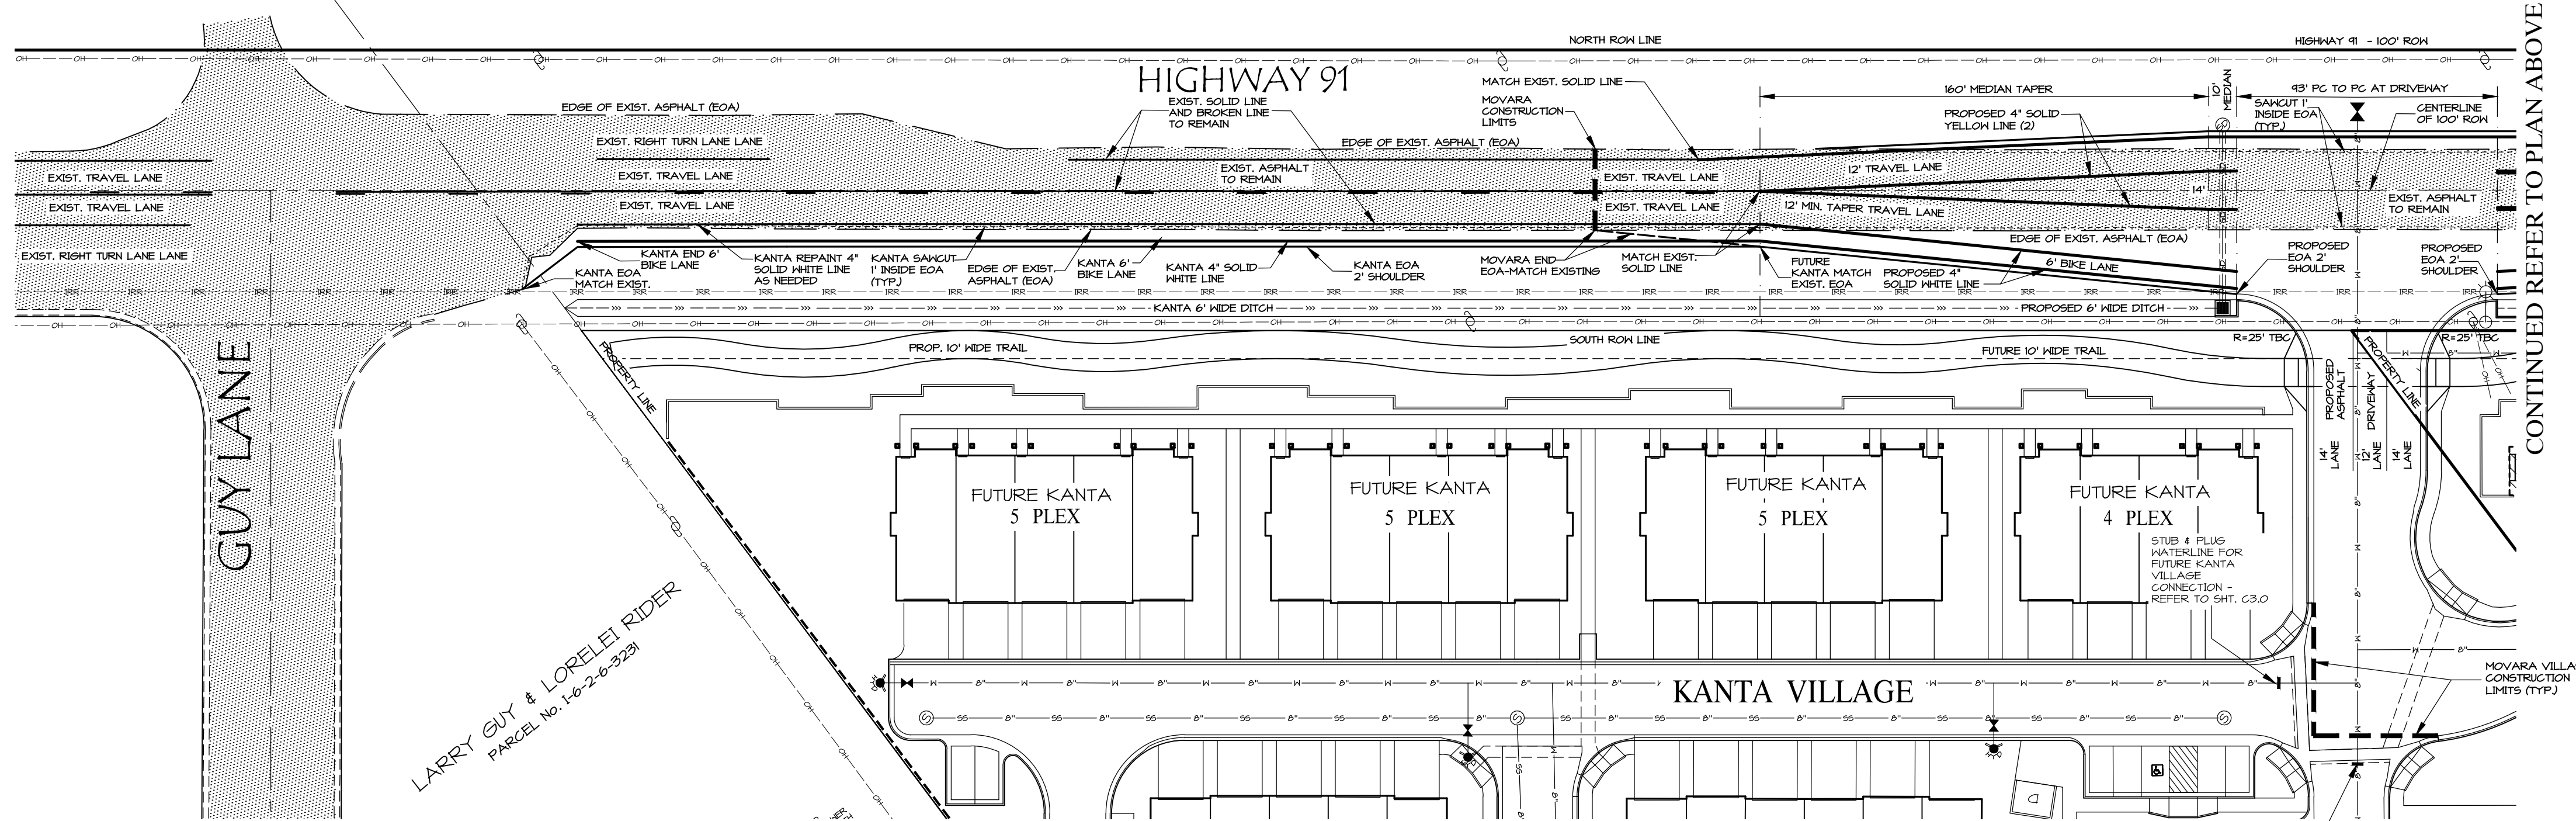 NORTH ROW LINE
HIGHWAY 91 - 100' ROW
HIGHWAY 91
EDGE OF EXIST. ASPHALT (EOA)
EXIST. SOLID LINE
AND BROKEN LINE
TO REMAIN
MATCH EXIST. SOLID LINE
MOVARA
CONSTRUCTION
LIMITS
160' MEDIAN TAPER
10'
MEDIAN
93' PC TO PC AT DRIVEWAY
PROPOSED 4" SOLID
YELLOW LINE (2)
SAWCUT 1'
INSIDE EOA
(TYP.)
CENTERLINE
OF 100' ROW
EXIST. RIGHT TURN LANE LANE
EDGE OF EXIST. ASPHALT (EOA)
EXIST. TRAVEL LANE
EXIST. TRAVEL LANE
EXIST. ASPHALT
TO REMAIN
EXIST. TRAVEL LANE
12' TRAVEL LANE
14'
EXIST. TRAVEL LANE
EXIST. TRAVEL LANE
EXIST. TRAVEL LANE
12' MIN. TAPER TRAVEL LANE
EXIST. ASPHALT
TO REMAIN
EXIST. RIGHT TURN LANE LANE
KANTA END 6'
BIKE LANE
KANTA EOA
MATCH EXIST.
KANTA REPAINT 4"
SOLID WHITE LINE
AS NEEDED
KANTA SAWCUT
1' INSIDE EOA
(TYP.)
EDGE OF EXIST.
ASPHALT (EOA)
KANTA 6'
BIKE LANE
KANTA 4" SOLID
WHITE LINE
KANTA EOA
2' SHOULDER
MOVARA END
EOA-MATCH EXISTING
MATCH EXIST.
SOLID LINE
FUTURE
KANTA MATCH
EXIST. EOA
PROPOSED 4"
SOLID WHITE LINE
EDGE OF EXIST. ASPHALT (EOA)
6' BIKE LANE
PROPOSED
EOA 2'
SHOULDER
PROPOSED
EOA 2'
SHOULDER
KANTA 6' WIDE DITCH
PROPOSED 6' WIDE DITCH
SOUTH ROW LINE
R=25' TBC
R=25' TBC
PROP. 10' WIDE TRAIL
FUTURE 10' WIDE TRAIL
PROPERTY LINE
PROPERTY LINE
PROPOSED
ASPHALT
DRIVEWAY
14'
LANE
12'
LANE
14'
LANE
GUY LANE
CONTINUED REFER TO PLAN ABOVE
FUTURE KANTA
5 PLEX
FUTURE KANTA
5 PLEX
FUTURE KANTA
5 PLEX
FUTURE KANTA
4 PLEX
STUB & PLUG
WATERLINE FOR
FUTURE KANTA
VILLAGE
CONNECTION -
REFER TO SHT. C3.0
LARRY GUY & LORELEI RIDER
PARCEL No. I-6-2-6-3231
KANTA VILLAGE
MOVARA VILLA
CONSTRUCTION
LIMITS (TYP.)